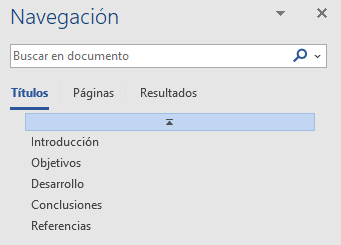 Navegación
Buscar en documento
Títulos Páginas Resultados
Introducción
Objetivos
Desarrollo
Conclusiones
Referencias